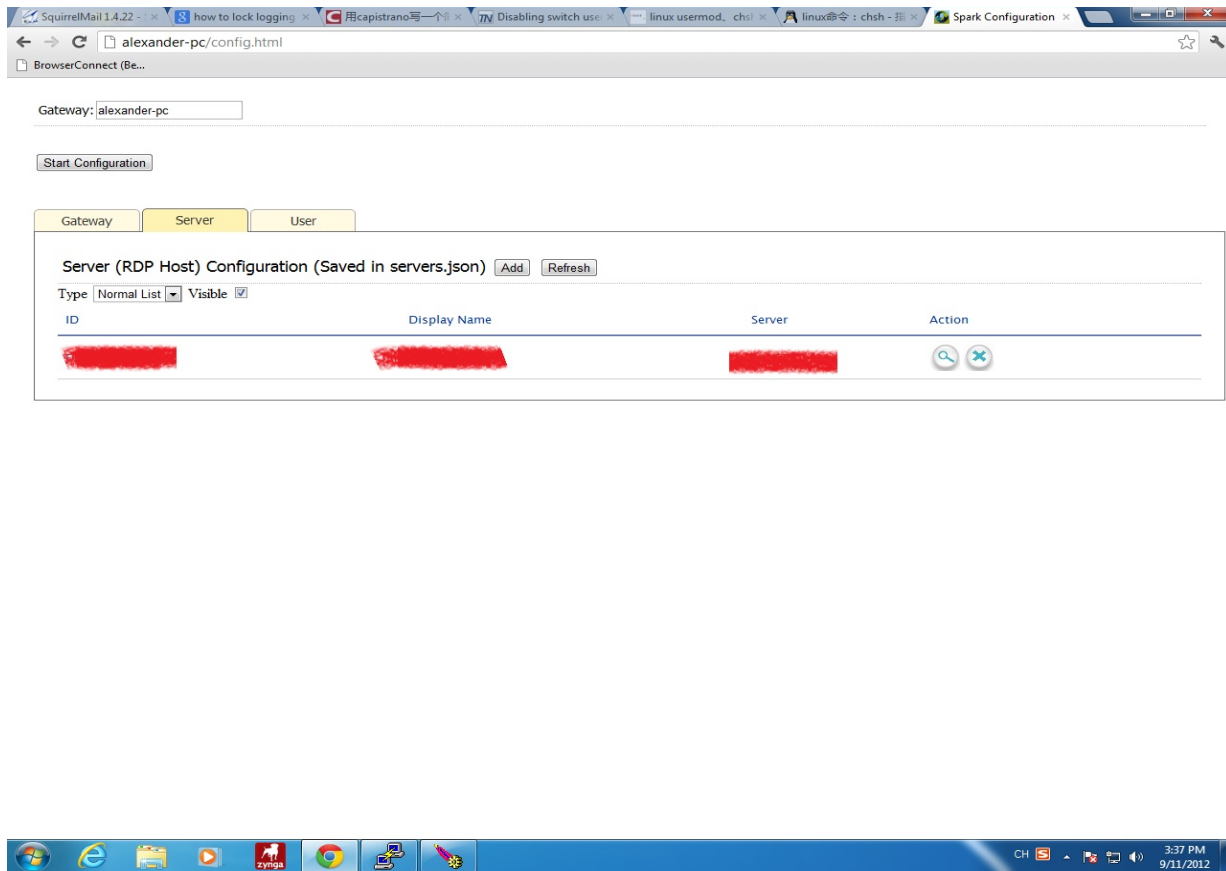 SquirrelMail 1.4.22 -
how to lock logging
用capistrano写一个
Disabling switch use
linux usermod、chs
linux命令：chsh - 指
Spark Configuration
alexander-pc/config.html
BrowserConnect (Be...
Gateway: alexander-pc
Start Configuration
Gateway Server User
Server (RDP Host) Configuration (Saved in servers.json) Add Refresh
Type Normal List Visible
ID Display Name Server Action
zynga
CH
3:37 PM
9/11/2012